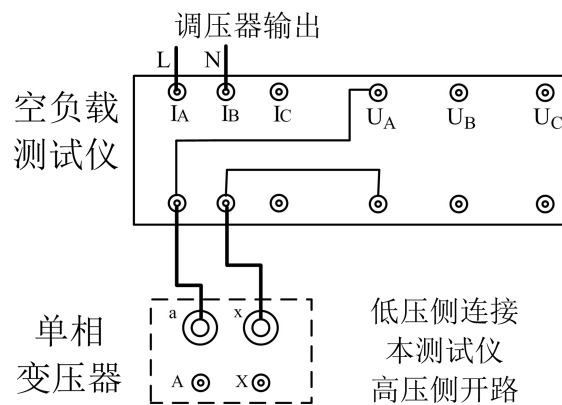 调压器输出
L N
空负载
测试仪
IA IB IC UA UB UC
单相
变压器
a x
A X
低压侧连接
本测试仪
高压侧开路